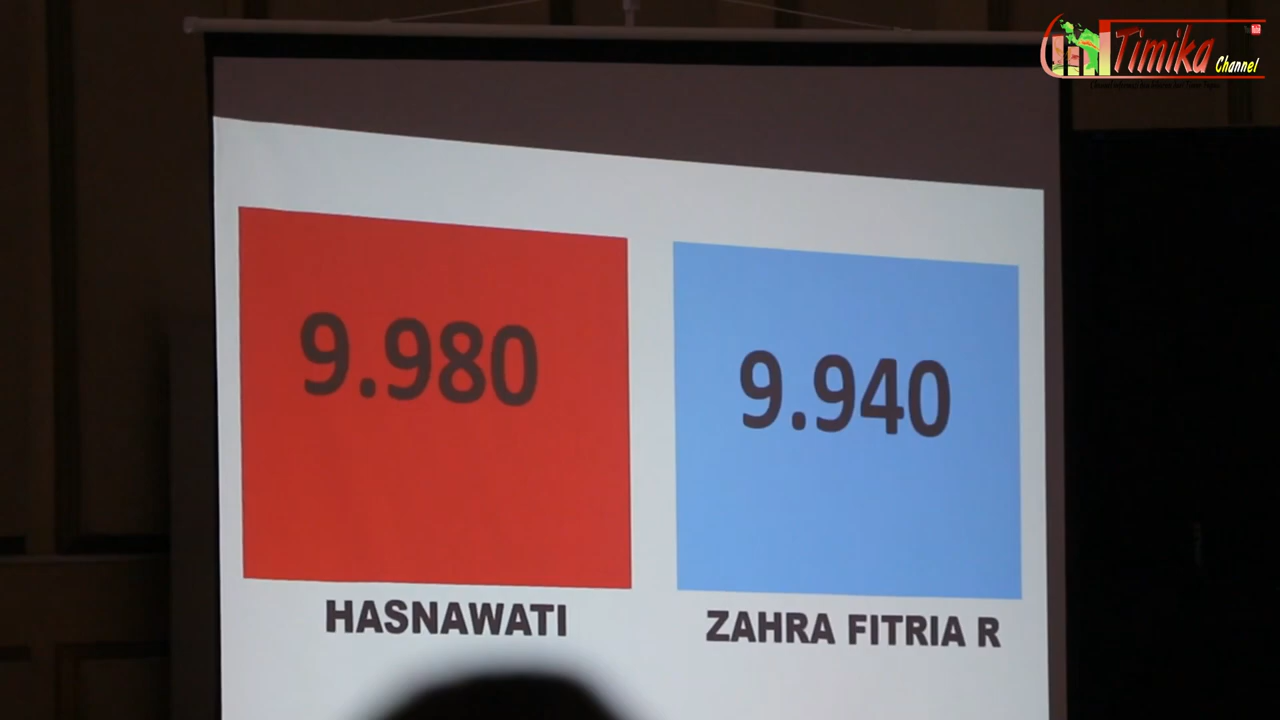 Timika Channel
9.980
9.940
HASNAWATI
ZAHRA FITRIA R